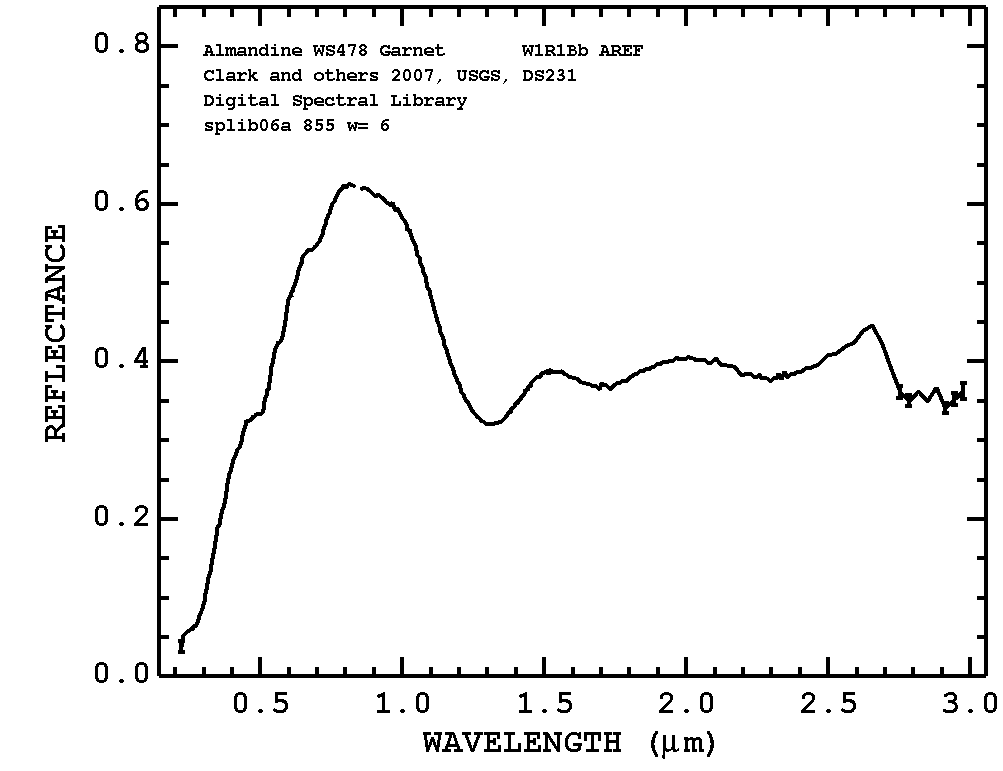 Almandine WS478 Garnet W1R1Bb AREF
Clark and others 2007, USGS, DS231
Digital Spectral Library
splib06a 855 w= 6
REFLECTANCE
0.8
0.6
0.4
0.2
0.0
0.5 1.0 1.5 2.0 2.5 3.0
WAVELENGTH (μm)